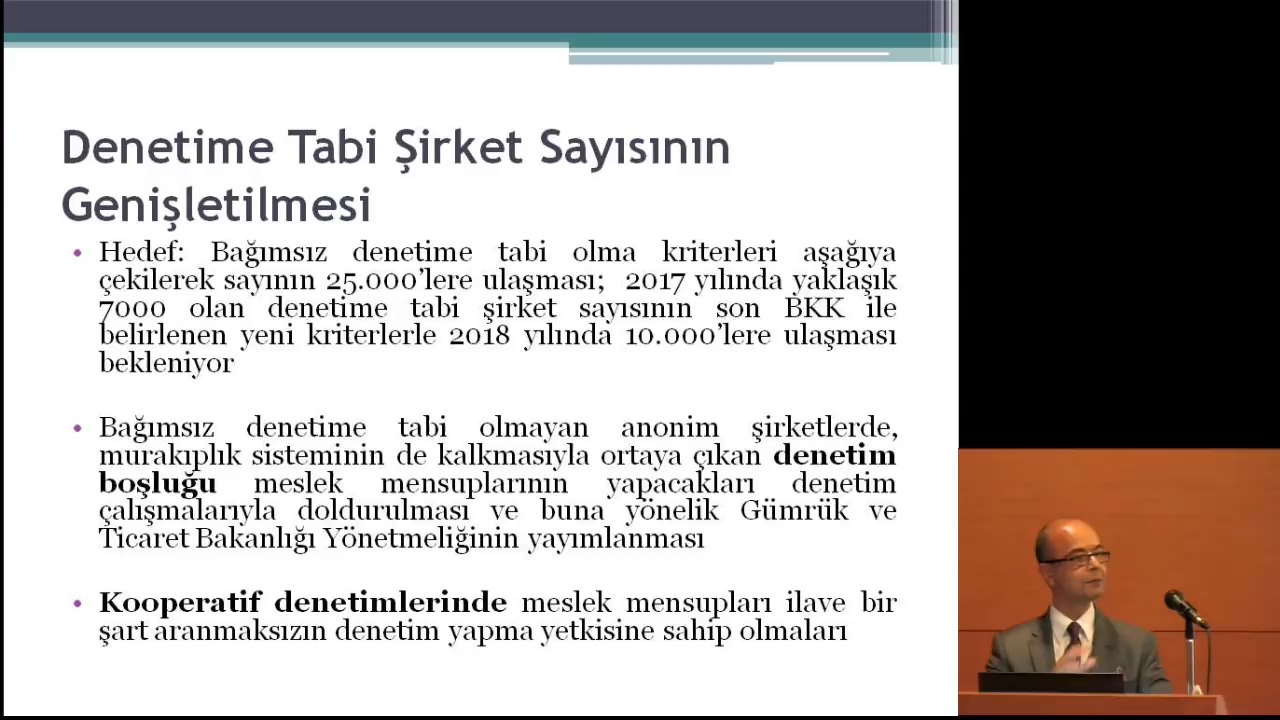 Denetime Tabi Şirket Sayısının
Genişletilmesi
• Hedef: Bağımsız denetime tabi olma kriterleri aşağıya
çekilerek sayının 25.000’lere ulaşması; 2017 yılında yaklaşık
7000 olan denetime tabi şirket sayısının son BKK ile
belirlenen yeni kriterlerle 2018 yılında 10.000’lere ulaşması
bekleniyor
• Bağımsız denetime tabi olmayan anonim şirketlerde,
murakıplık sisteminin de kalkmasıyla ortaya çıkan denetim
boşluğu meslek mensuplarının yapacakları denetim
çalışmalarıyla doldurulması ve buna yönelik Gümrük ve
Ticaret Bakanlığı Yönetmeliğinin yayımlanması
• Kooperatif denetimlerinde meslek mensupları ilave bir
şart aranmaksızın denetim yapma yetkisine sahip olmaları